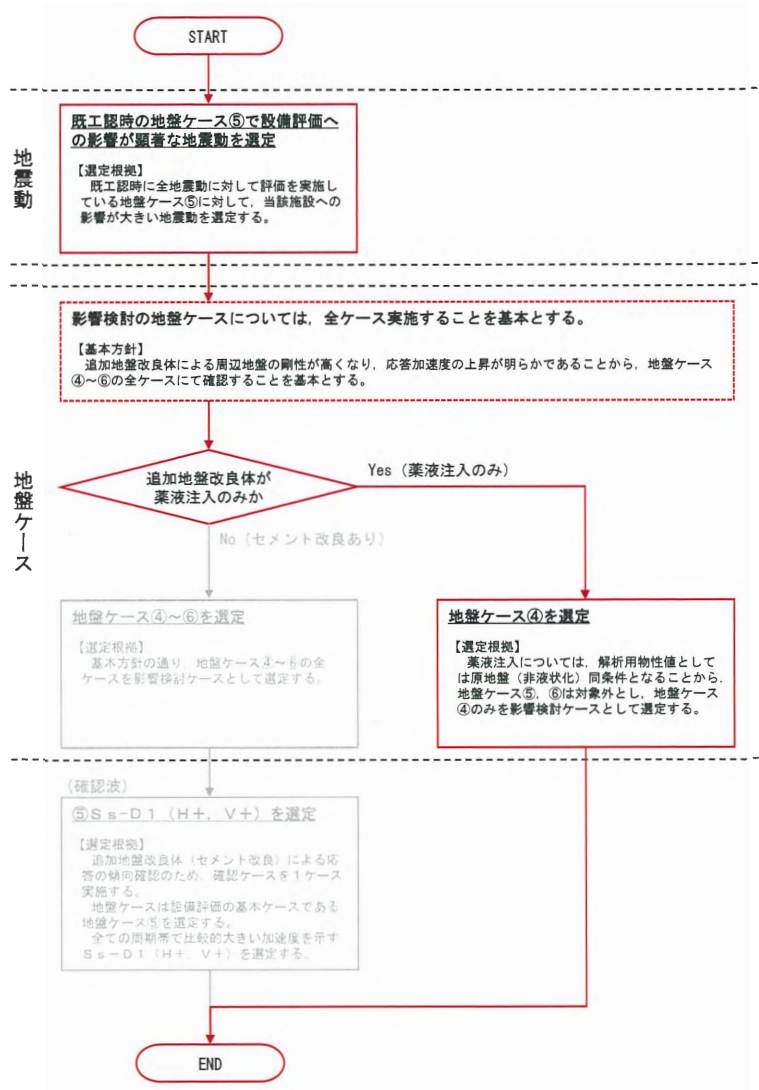 START
地震動
既工認時の地盤ケース⑤で設備評価へ
の影響が顕著な地震動を選定
【選定根拠】
既工認時に全地震動に対して評価を実施し
ている地盤ケース⑤に対して，当該施設への
影響が大きい地震動を選定する。
地盤ケース
影響検討の地盤ケースについては，全ケース実施することを基本とする。
【基本方針】
追加地盤改良体による周辺地盤の剛性が高くなり，応答加速度の上昇が明らかであることから，地盤ケース
④～⑥の全ケースにて確認することを基本とする。
追加地盤改良体が
薬液注入のみか
Yes（薬液注入のみ）
No（セメント改良あり）
地盤ケース④～⑥を選定
【選定根拠】
基本方針の通り，地盤ケース④～⑥の全
ケースを影響検討ケースとして選定する。
地盤ケース④を選定
【選定根拠】
薬液注入については，解析用物性値として
は原地盤（非液状化）同条件となることから，
地盤ケース⑤，⑥は対象外とし，地盤ケース
④のみを影響検討ケースとして選定する。
（確認波）
⑤Ｓｓ－Ｄ１（Ｈ＋，Ｖ＋）を選定
【選定根拠】
追加地盤改良体（セメント改良）による応
答の傾向確認のため，確認ケースを１ケース
実施する。
地盤ケースは設備評価の基本ケースである
地盤ケース⑤を選定する。
全ての周期帯で比較的大きい加速度を示す
Ｓｓ－Ｄ１（Ｈ＋，Ｖ＋）を選定する。
END